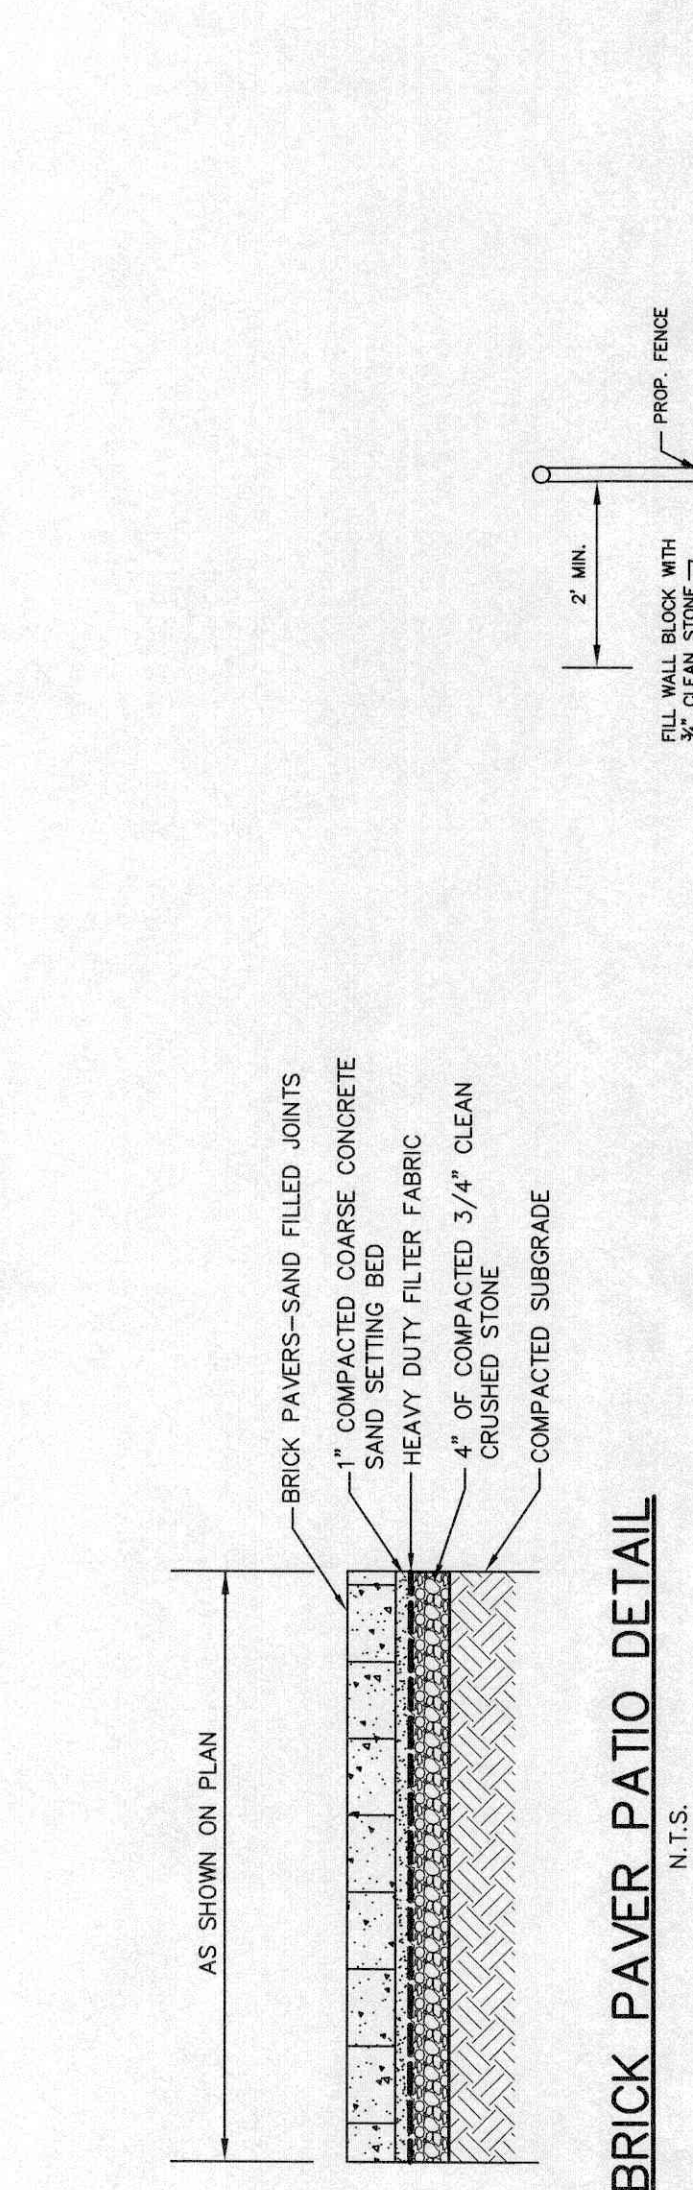 AS SHOWN ON PLAN
BRICK PAVERS-SAND FILLED JOINTS
1" COMPACTED COARSE CONCRETE
SAND SETTING BED
HEAVY DUTY FILTER FABRIC
4" OF COMPACTED 3/4" CLEAN
CRUSHED STONE
COMPACTED SUBGRADE
BRICK PAVER PATIO DETAIL
N.T.S.
2' MIN.
PROP. FENCE
FILL WALL BLOCK WITH
¾" CLEAN STONE